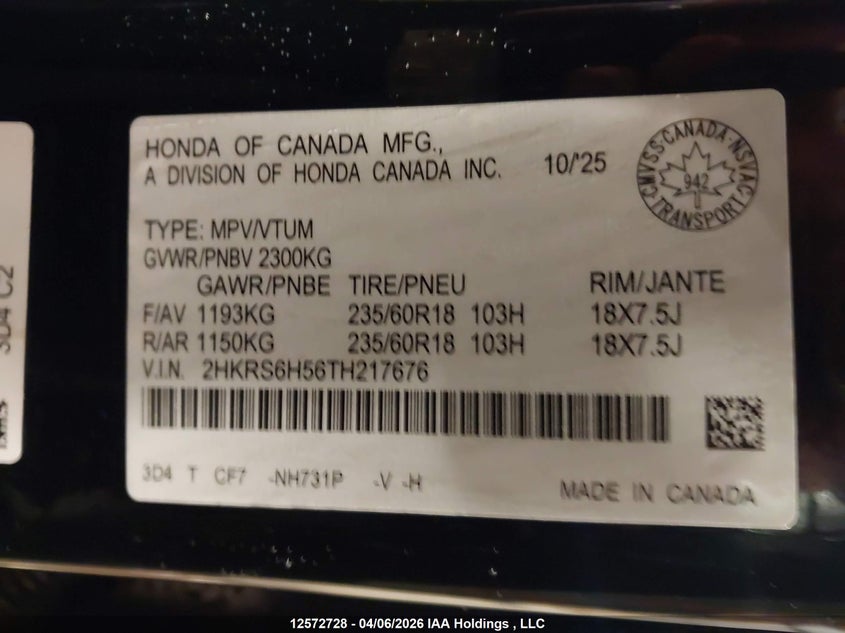 HONDA OF CANADA MFG.,
A DIVISION OF HONDA CANADA INC. 10/'25
CMVSS·CANADA·NSVAC
942
TRANSPORT
TYPE: MPV/VTUM
GVWR/PNBV 2300KG
GAWR/PNBE TIRE/PNEU RIM/JANTE
F/AV 1193KG 235/60R18 103H 18X7.5J
R/AR 1150KG 235/60R18 103H 18X7.5J
V.I.N. 2HKRS6H56TH217676
3D4 T CF7 -NH731P -V -H
MADE IN CANADA
3D4 C2
12572728 - 04/06/2026 IAA Holdings , LLC